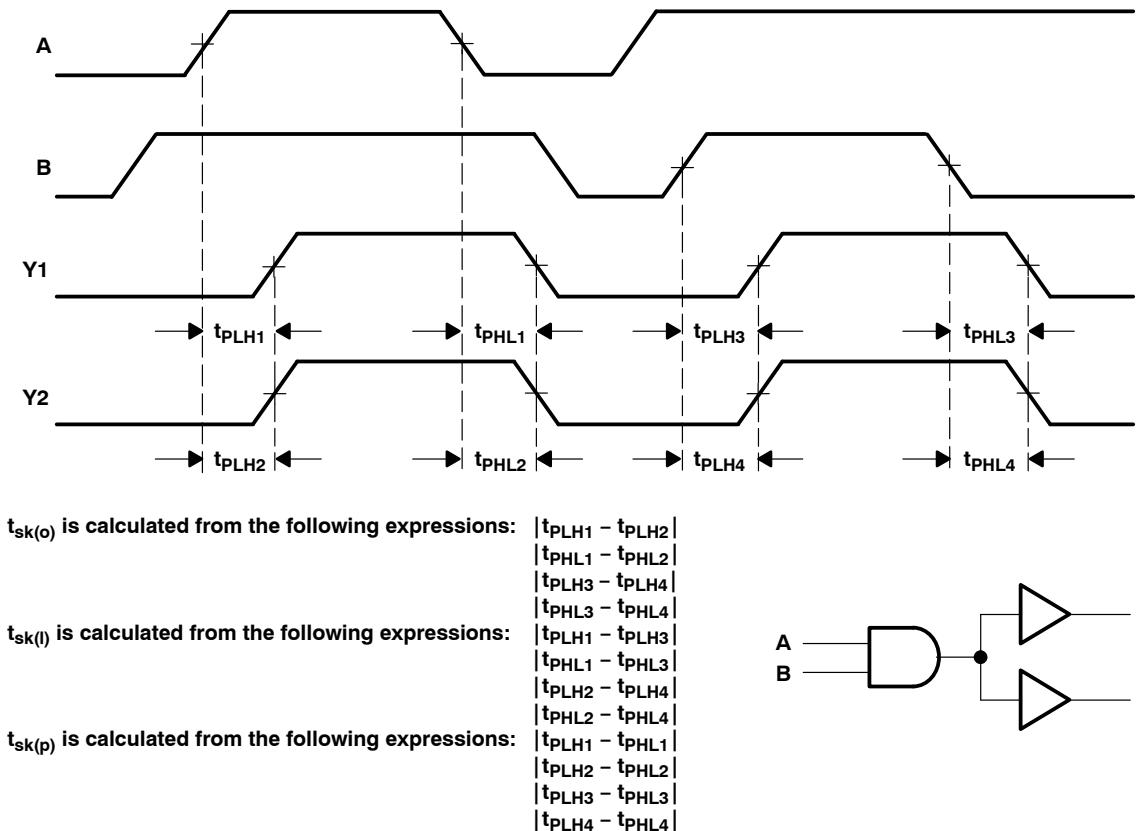 A
B
Y1
tPLH1 tPHL1 tPLH3 tPHL3
Y2
tPLH2 tPHL2 tPLH4 tPHL4
tsk(o) is calculated from the following expressions: |tPLH1 – tPLH2|
|tPHL1 – tPHL2|
|tPLH3 – tPLH4|
|tPHL3 – tPHL4|
tsk(l) is calculated from the following expressions: |tPLH1 – tPLH3|
|tPHL1 – tPHL3|
|tPLH2 – tPLH4|
|tPHL2 – tPHL4|
tsk(p) is calculated from the following expressions: |tPLH1 – tPHL1|
|tPLH2 – tPHL2|
|tPLH3 – tPHL3|
|tPLH4 – tPHL4|
A
B